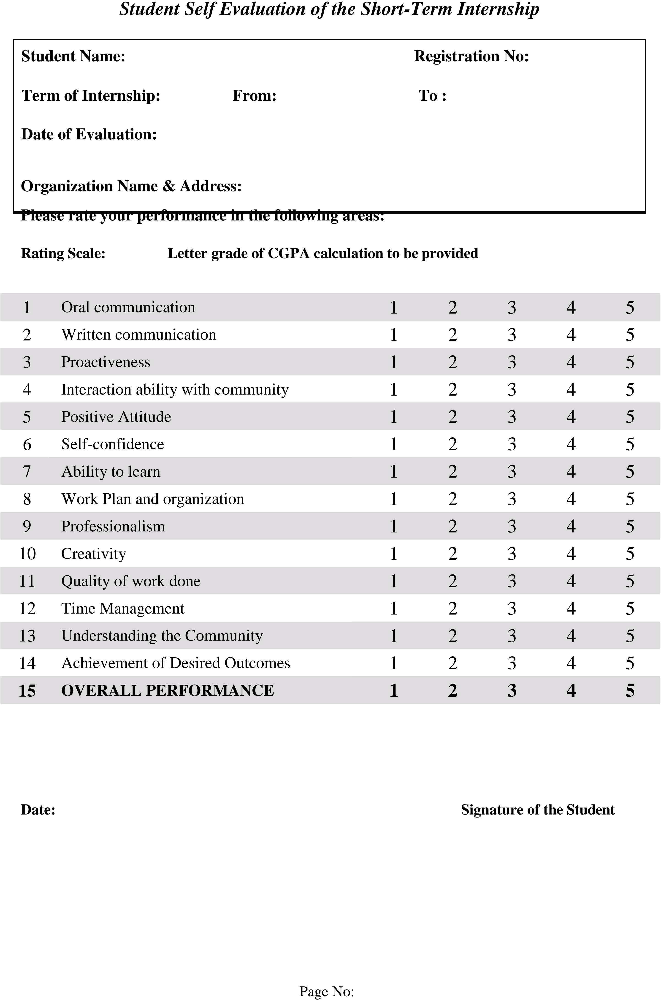 Student Self Evaluation of the Short-Term Internship
Student Name: Registration No:
Term of Internship: From: To :
Date of Evaluation:
Organization Name & Address:
Please rate your performance in the following areas:
Rating Scale: Letter grade of CGPA calculation to be provided
1 Oral communication 1 2 3 4 5
2 Written communication 1 2 3 4 5
3 Proactiveness 1 2 3 4 5
4 Interaction ability with community 1 2 3 4 5
5 Positive Attitude 1 2 3 4 5
6 Self-confidence 1 2 3 4 5
7 Ability to learn 1 2 3 4 5
8 Work Plan and organization 1 2 3 4 5
9 Professionalism 1 2 3 4 5
10 Creativity 1 2 3 4 5
11 Quality of work done 1 2 3 4 5
12 Time Management 1 2 3 4 5
13 Understanding the Community 1 2 3 4 5
14 Achievement of Desired Outcomes 1 2 3 4 5
15 OVERALL PERFORMANCE 1 2 3 4 5
Date: Signature of the Student
Page No: